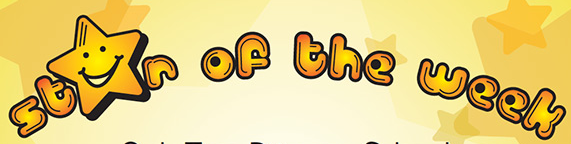 star of the week